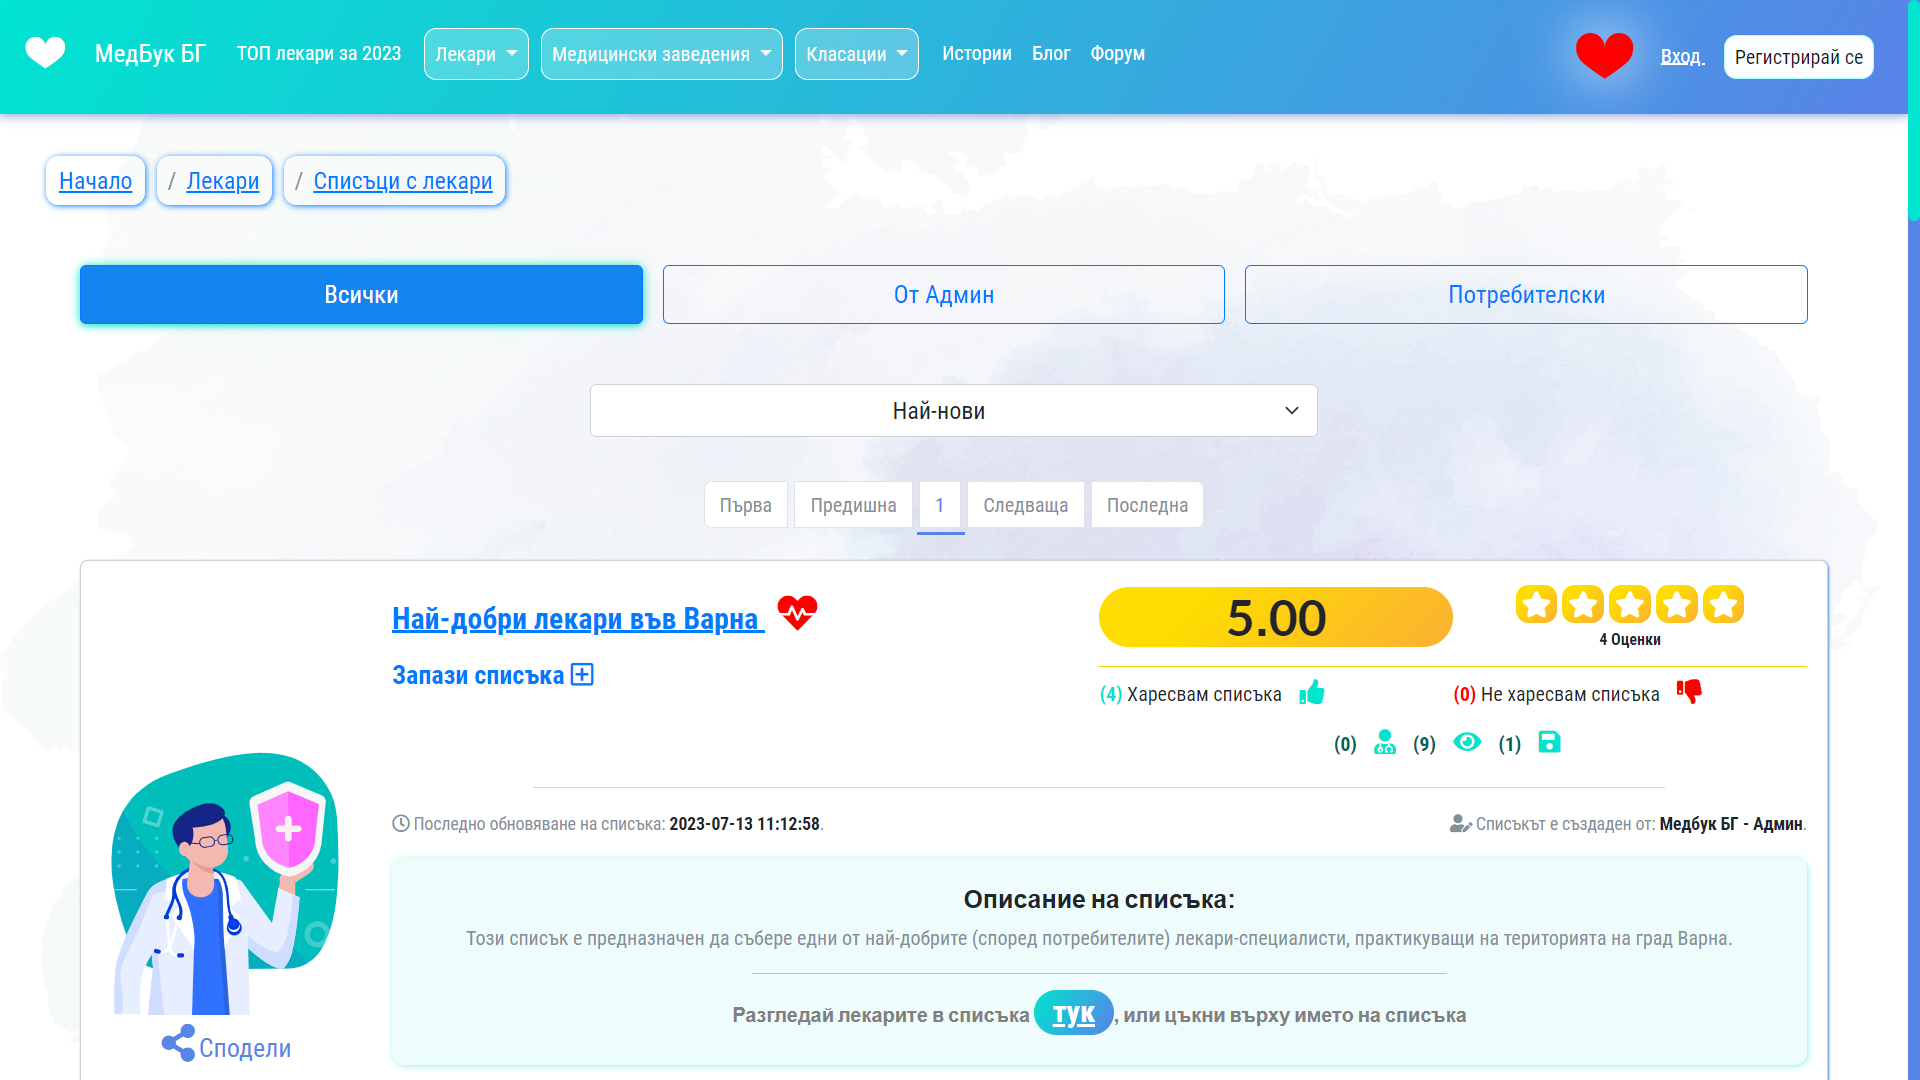 МедБук БГ ТОП лекари за 2023 Лекари Медицински заведения Класации Истории Блог Форум Вход Регистрирай се
Начало / Лекари / Списъци с лекари
Всички От Админ Потребителски
Най-нови
Първа Предишна 1 Следваща Последна
Най-добри лекари във Варна
5.00
4 Оценки
Запази списъка
(4) Харесвам списъка (0) Не харесвам списъка
(0) (9) (1)
Последно обновяване на списъка: 2023-07-13 11:12:58. Списъкът е създаден от: Медбук БГ - Админ.
Описание на списъка:
Този списък е предназначен да събере едни от най-добрите (според потребителите) лекари-специалисти, практикуващи на територията на град Варна.
Разгледай лекарите в списъка тук, или цъкни върху името на списъка
Сподели